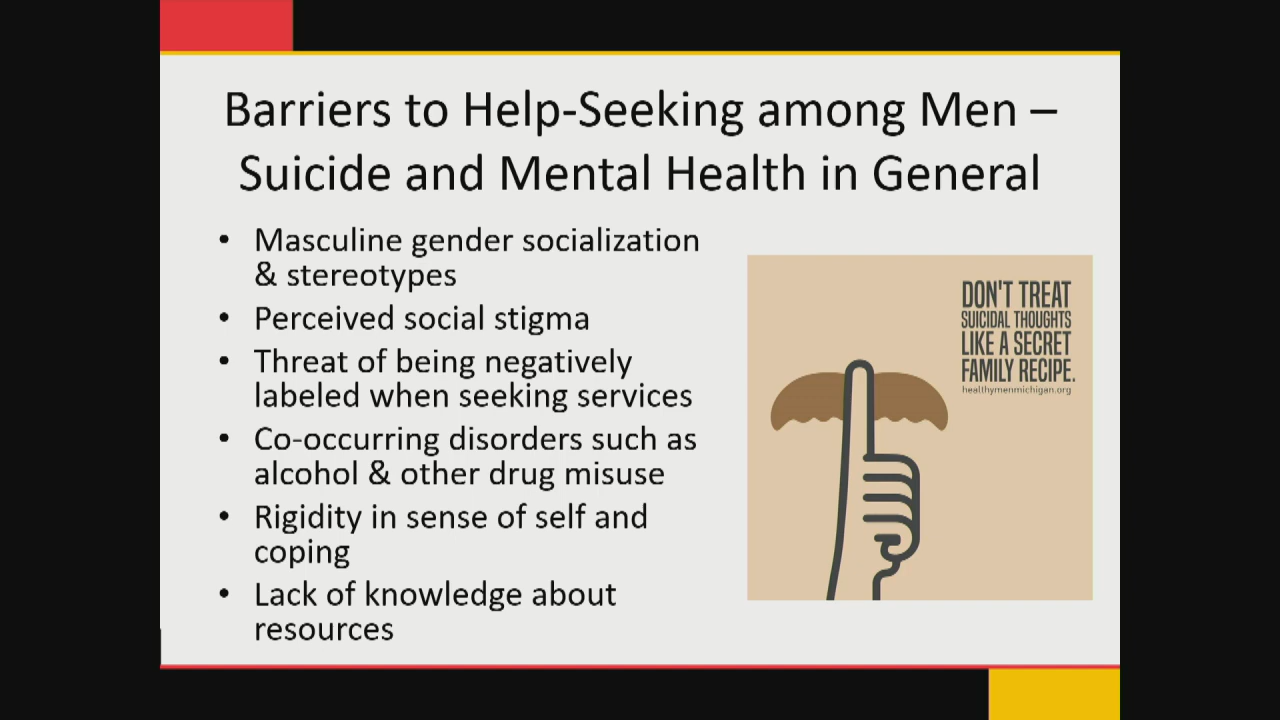 Barriers to Help-Seeking among Men –
Suicide and Mental Health in General
• Masculine gender socialization
& stereotypes
• Perceived social stigma
• Threat of being negatively
labeled when seeking services
• Co-occurring disorders such as
alcohol & other drug misuse
• Rigidity in sense of self and
coping
• Lack of knowledge about
resources
DON'T TREAT
SUICIDAL THOUGHTS
LIKE A SECRET
FAMILY RECIPE.
healthymenmichigan.org